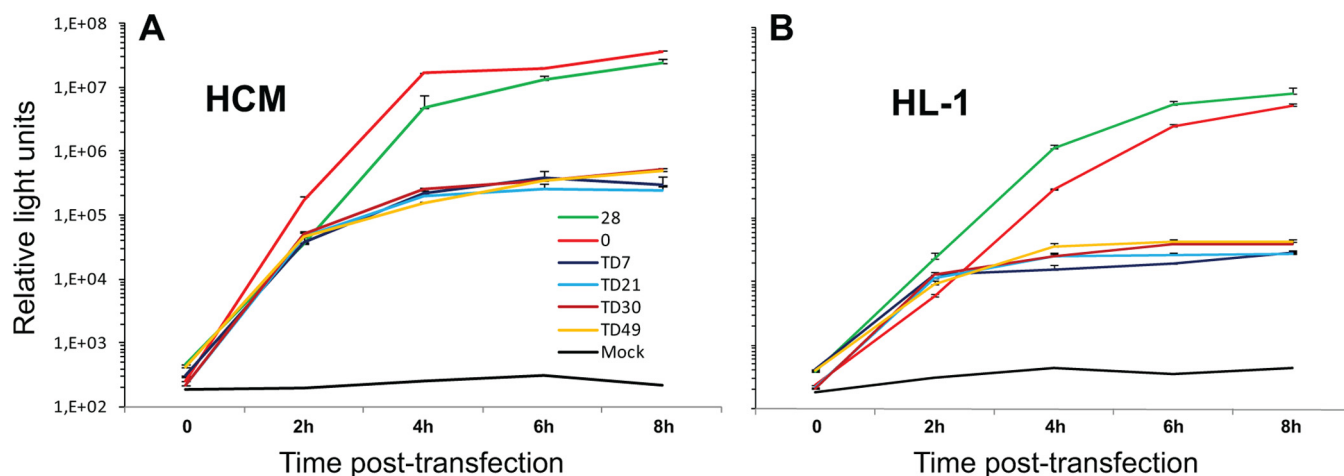 A
B
HCM
HL-1
Relative light units
1,E+08
1,E+07
1,E+06
1,E+05
1,E+04
1,E+03
1,E+02
28
0
TD7
TD21
TD30
TD49
Mock
0 2h 4h 6h 8h
0 2h 4h 6h 8h
Time post-transfection
Time post-transfection